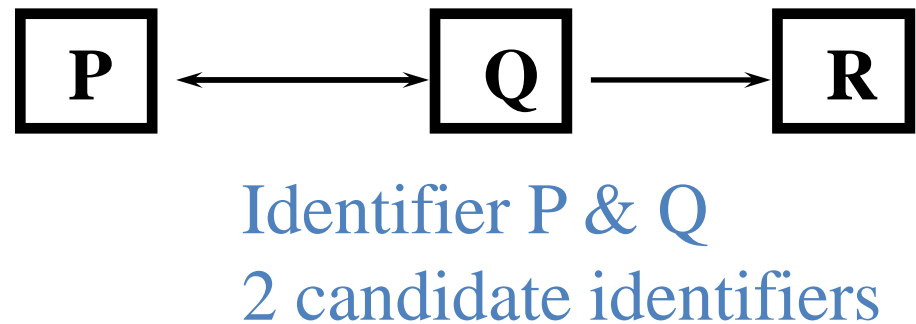 P Q R
Identifier P & Q
2 candidate identifiers